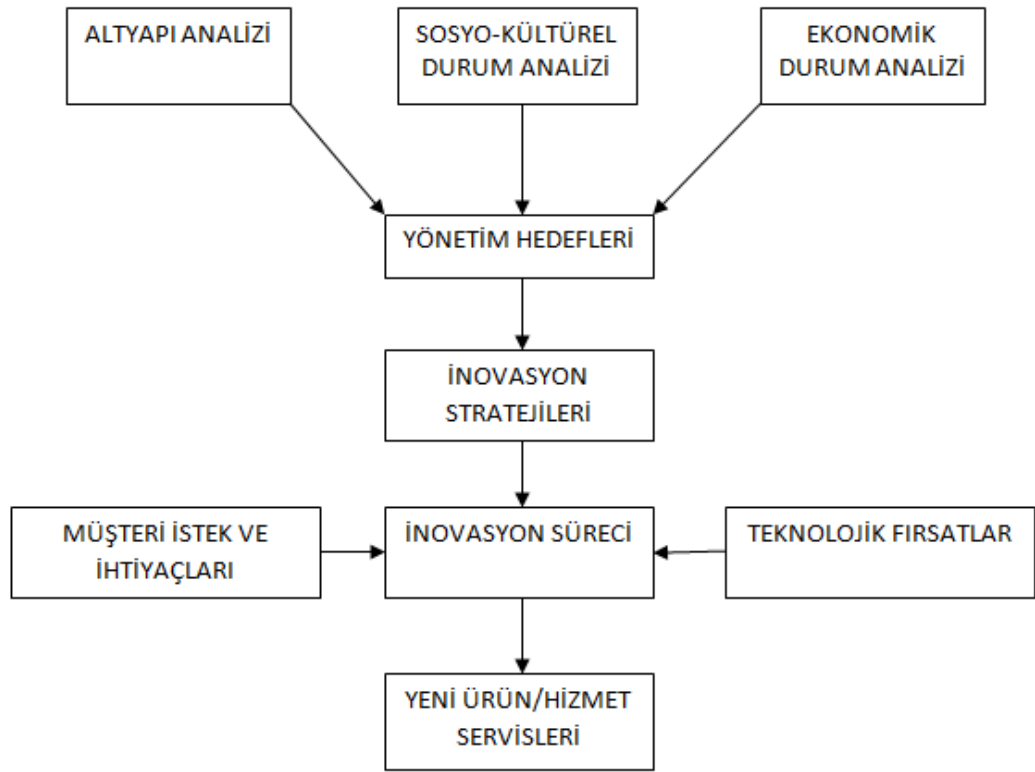 ALTYAPI ANALİZİ
SOSYO-KÜLTÜREL
DURUM ANALİZİ
EKONOMİK
DURUM ANALİZİ
YÖNETİM HEDEFLERİ
İNOVASYON
STRATEJİLERİ
MÜŞTERİ İSTEK VE
İHTİYAÇLARI
İNOVASYON SÜRECİ
TEKNOLOJİK FIRSATLAR
YENİ ÜRÜN/HİZMET
SERVİSLERİ